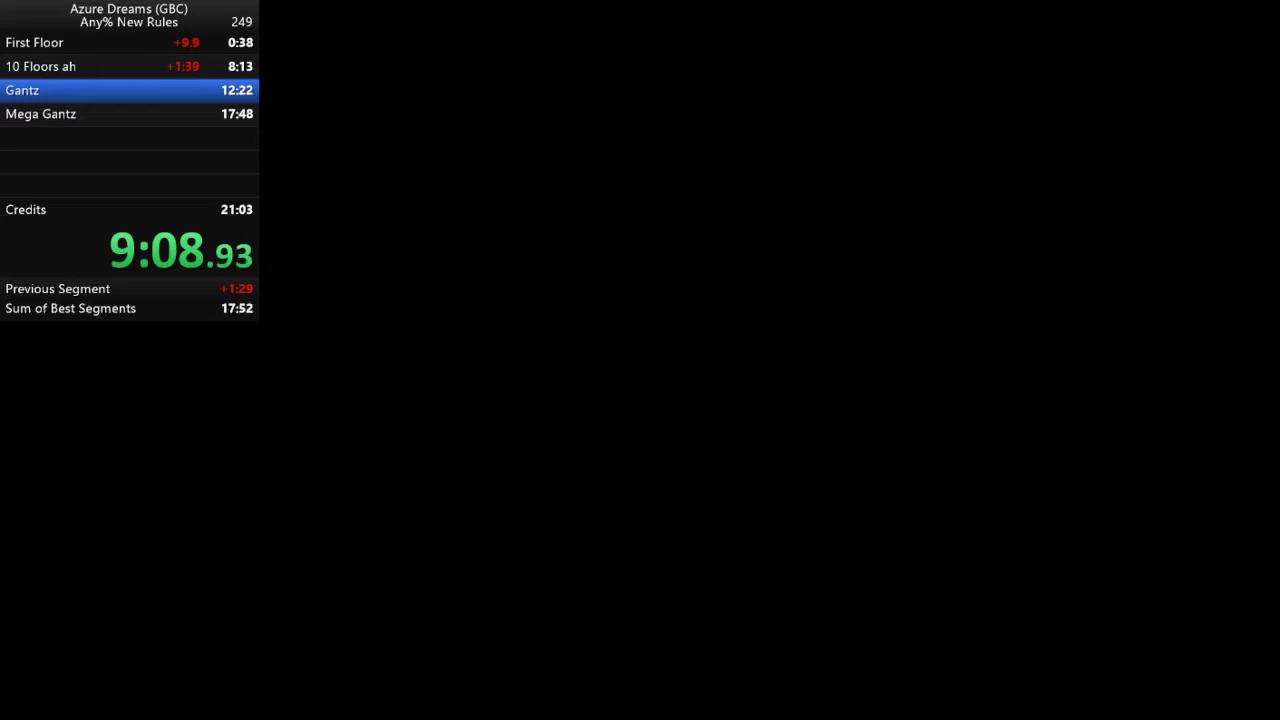 Azure Dreams (GBC)
Any% New Rules 249
First Floor +9.9 0:38
10 Floors ah +1:39 8:13
Gantz 12:22
Mega Gantz 17:48
Credits 21:03
9:08.93
Previous Segment +1:29
Sum of Best Segments 17:52